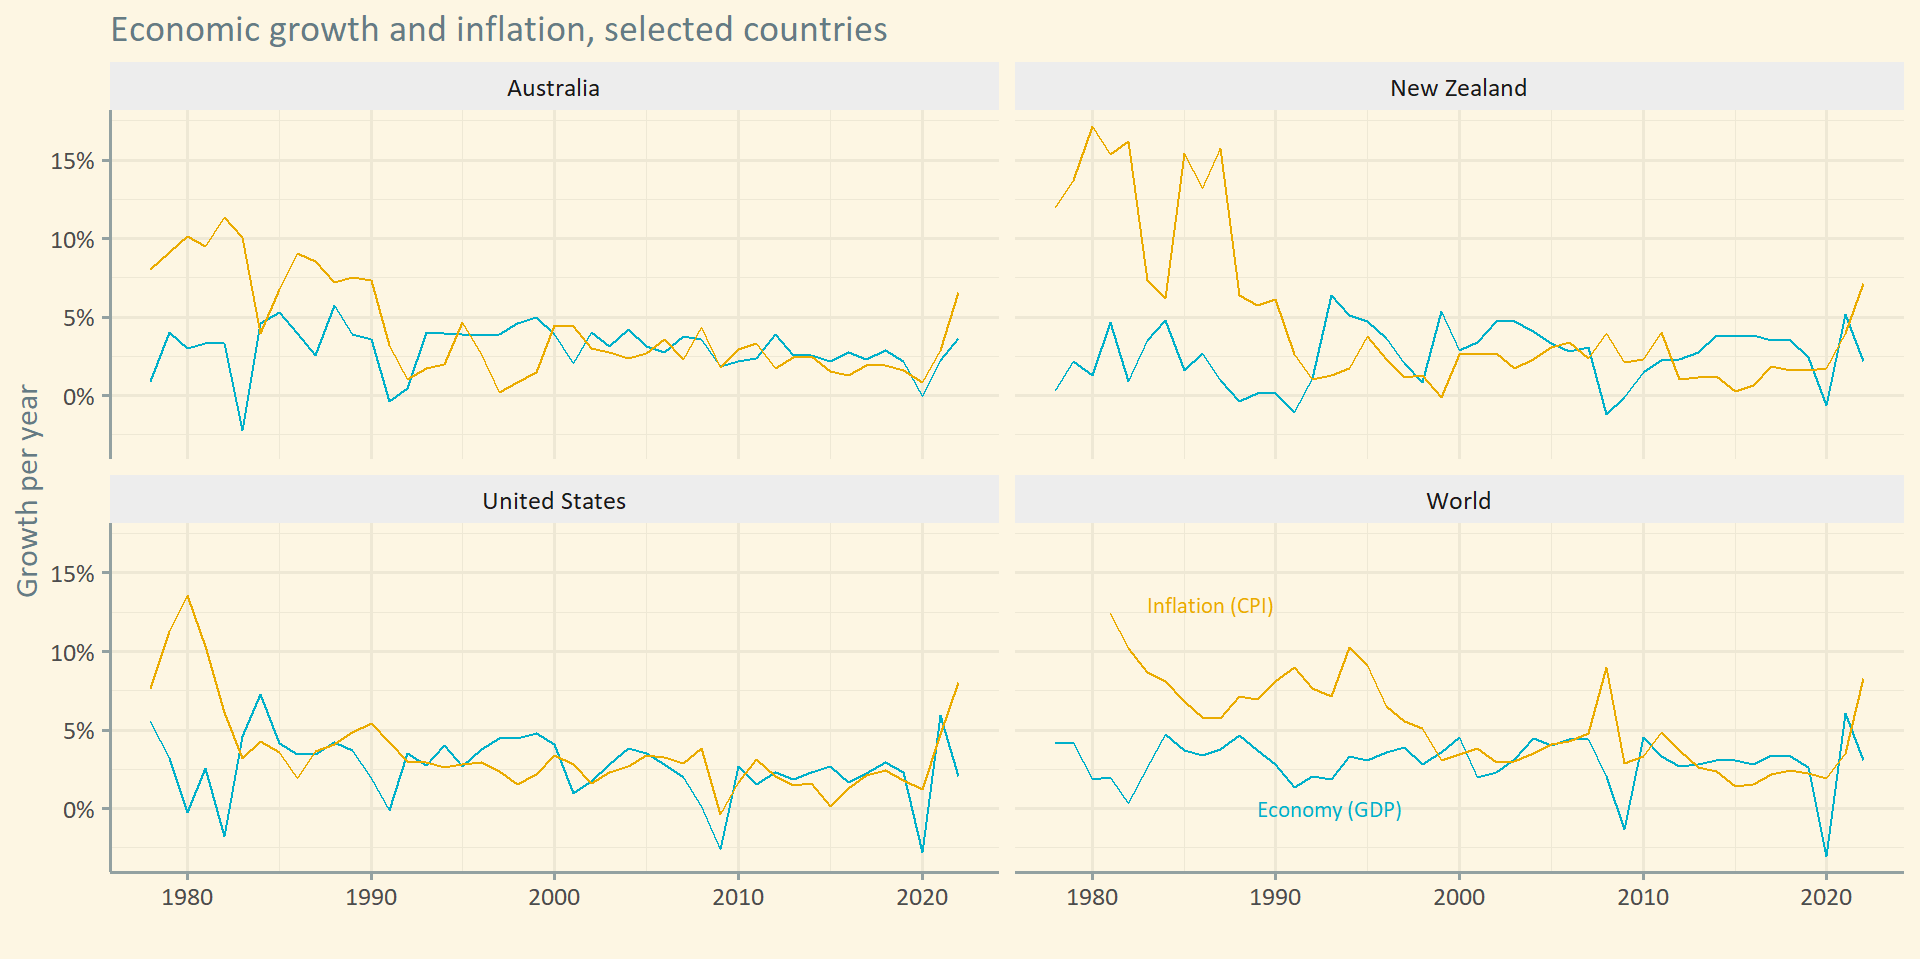 Economic growth and inflation, selected countries
Australia
New Zealand
15%
10%
5%
0%
Growth per year
United States
World
15%
10%
5%
0%
Inflation (CPI)
Economy (GDP)
1980 1990 2000 2010 2020
1980 1990 2000 2010 2020